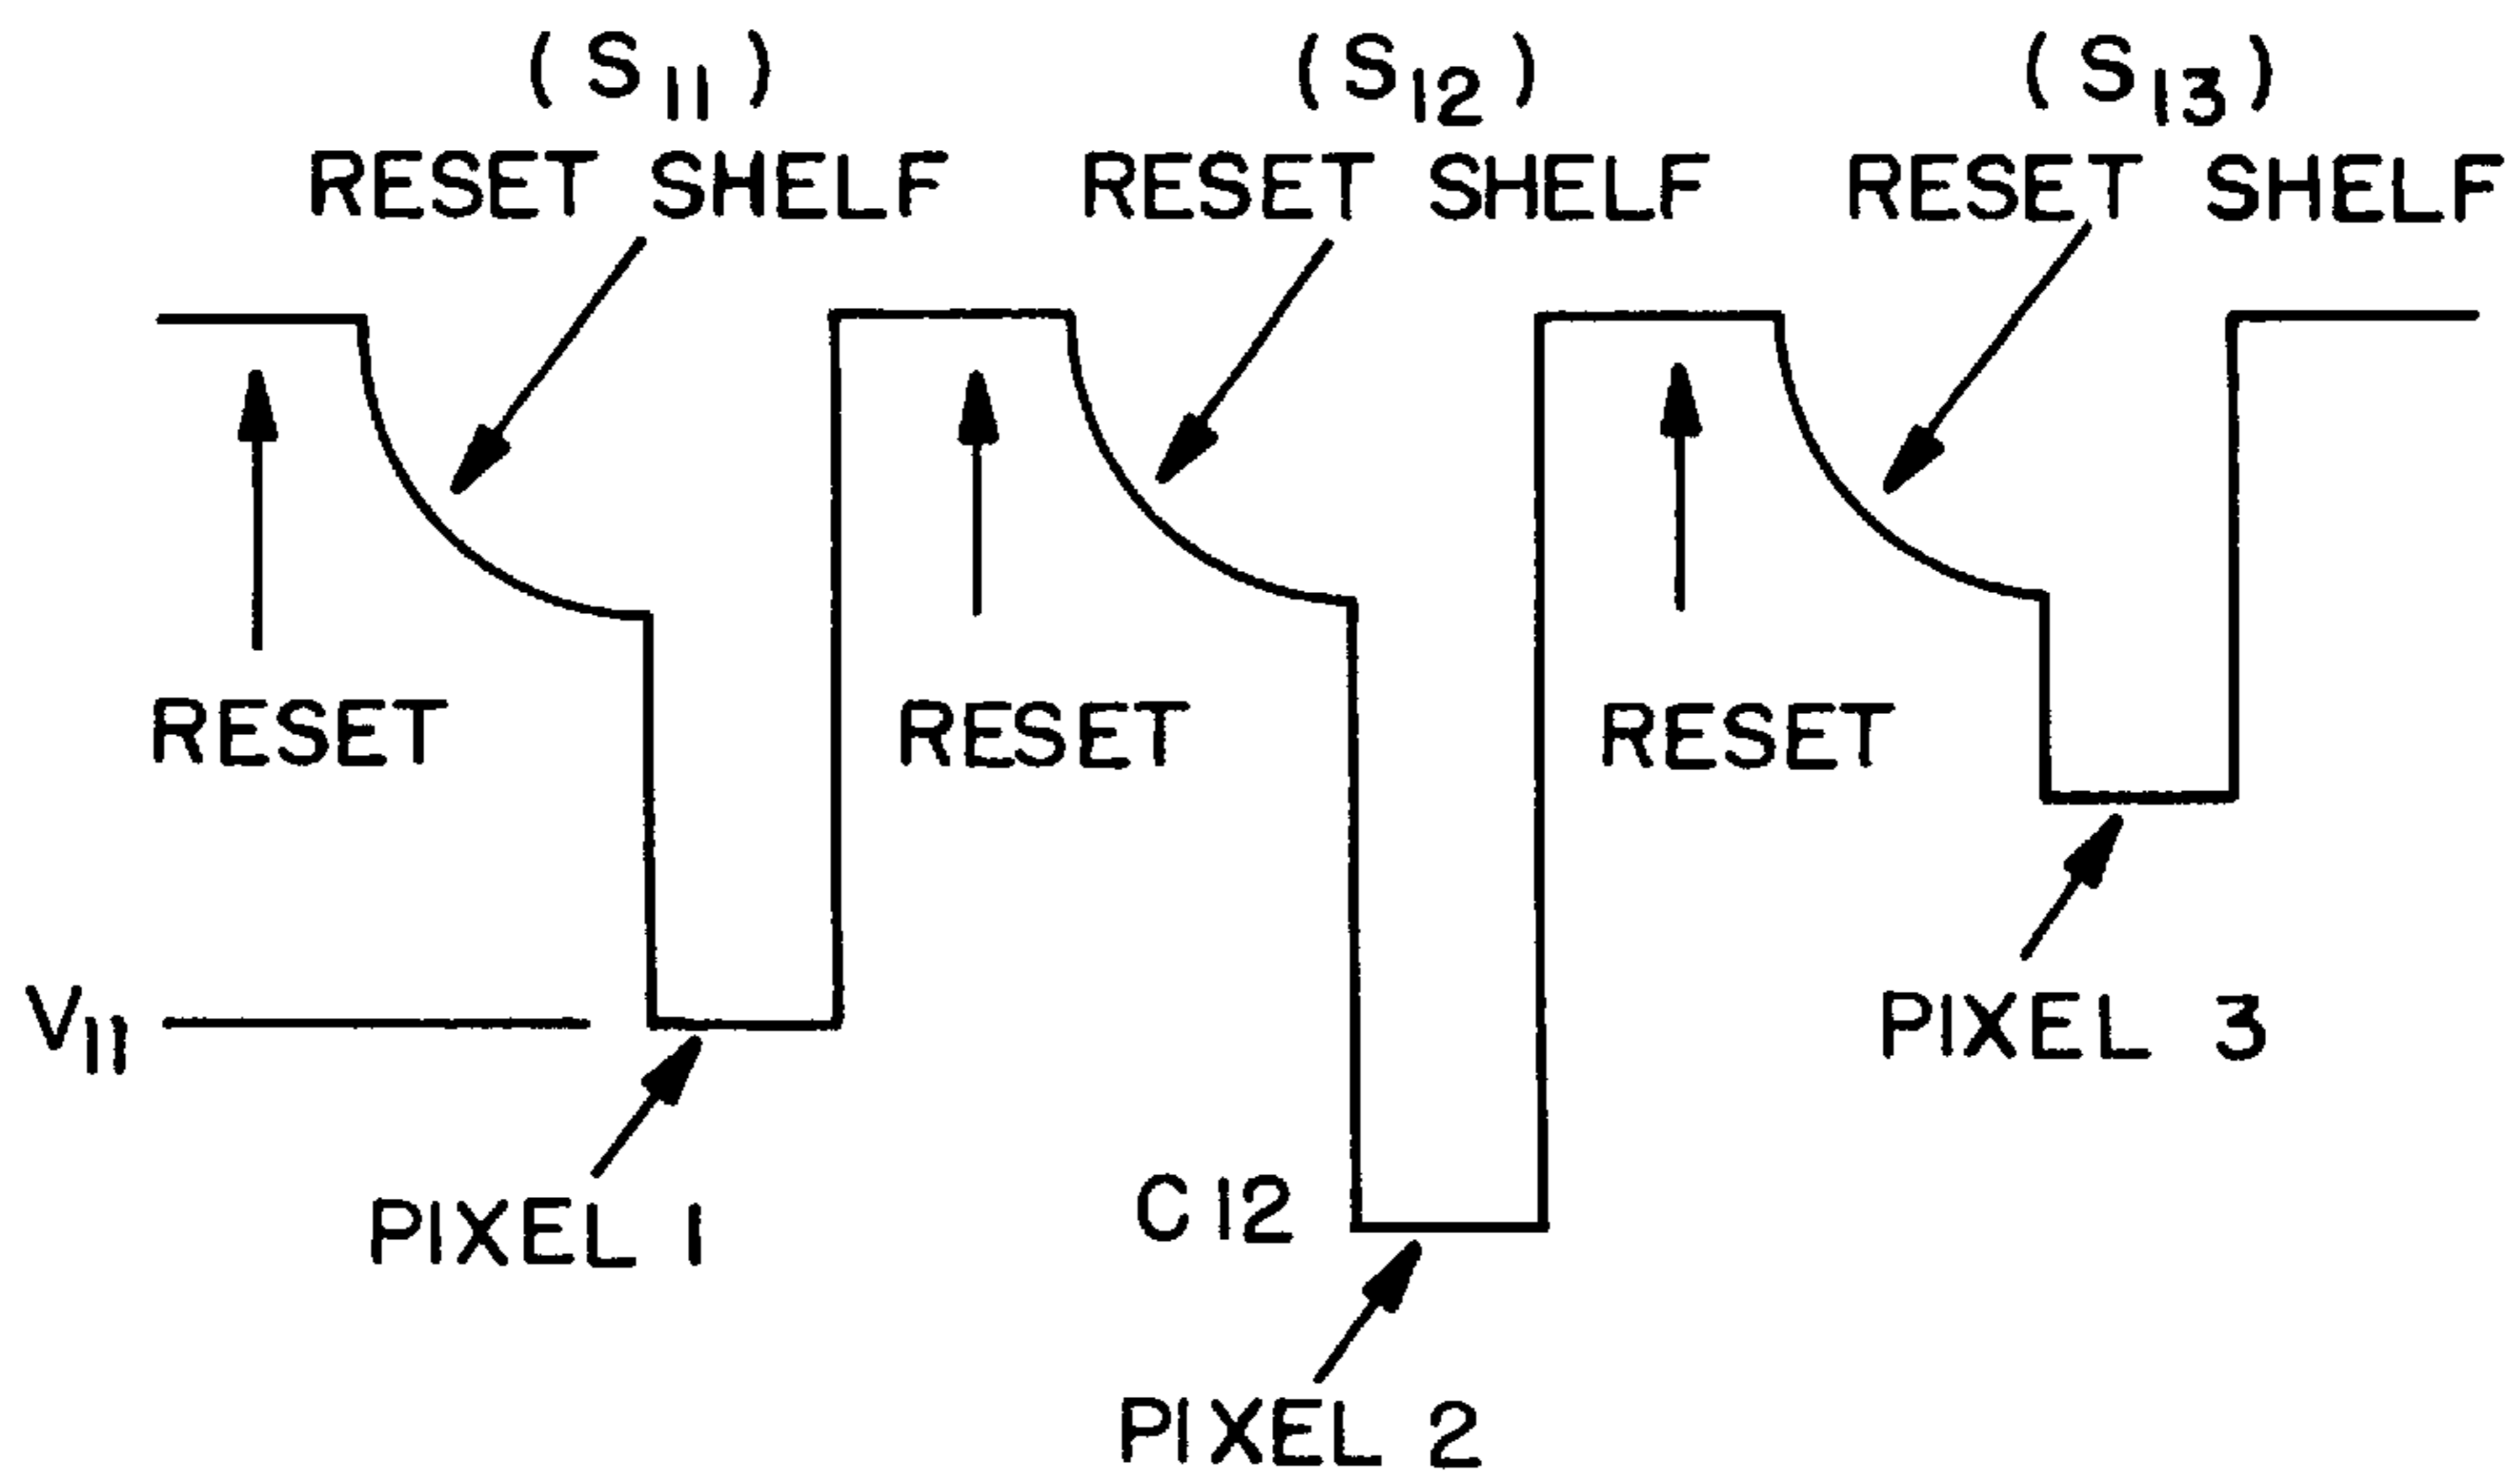 (S11) (S12) (S13)
RESET SHELF RESET SHELF RESET SHELF
RESET RESET RESET
V11
PIXEL 3
C12
PIXEL 1
PIXEL 2